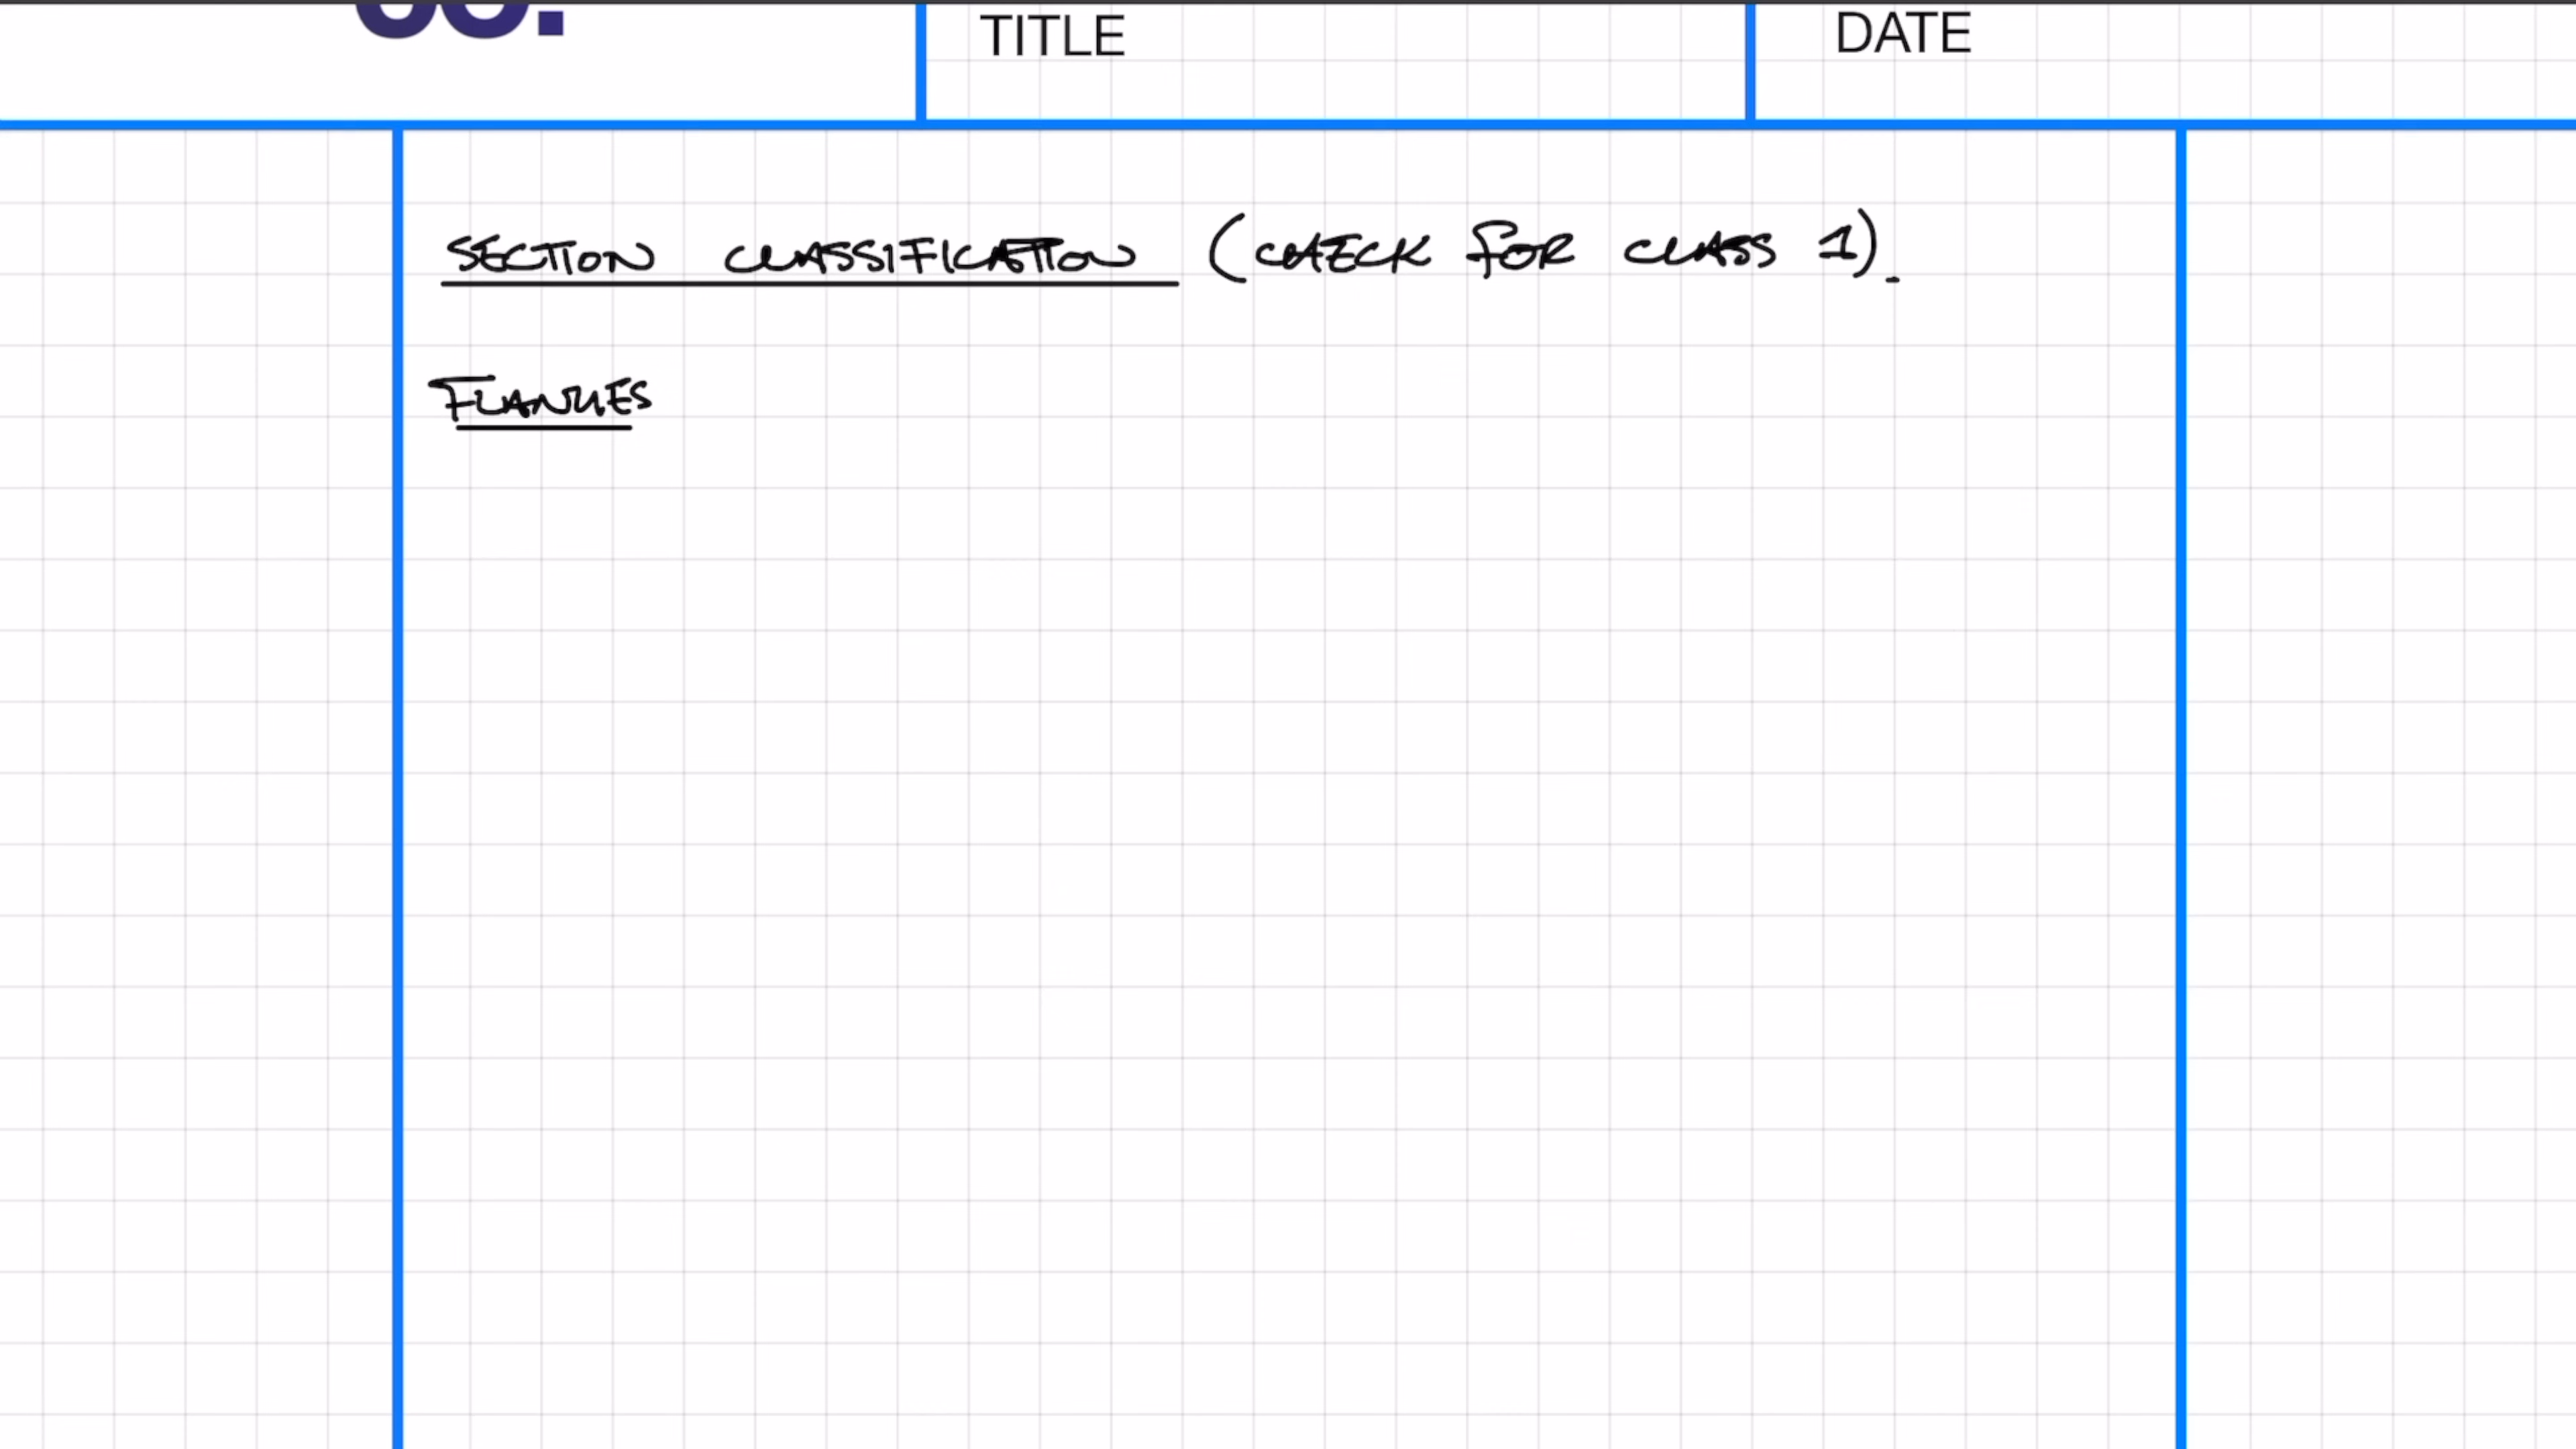 TITLE
DATE
SECTION CLASSIFICATION (CHECK FOR CLASS 1).
FLANGES